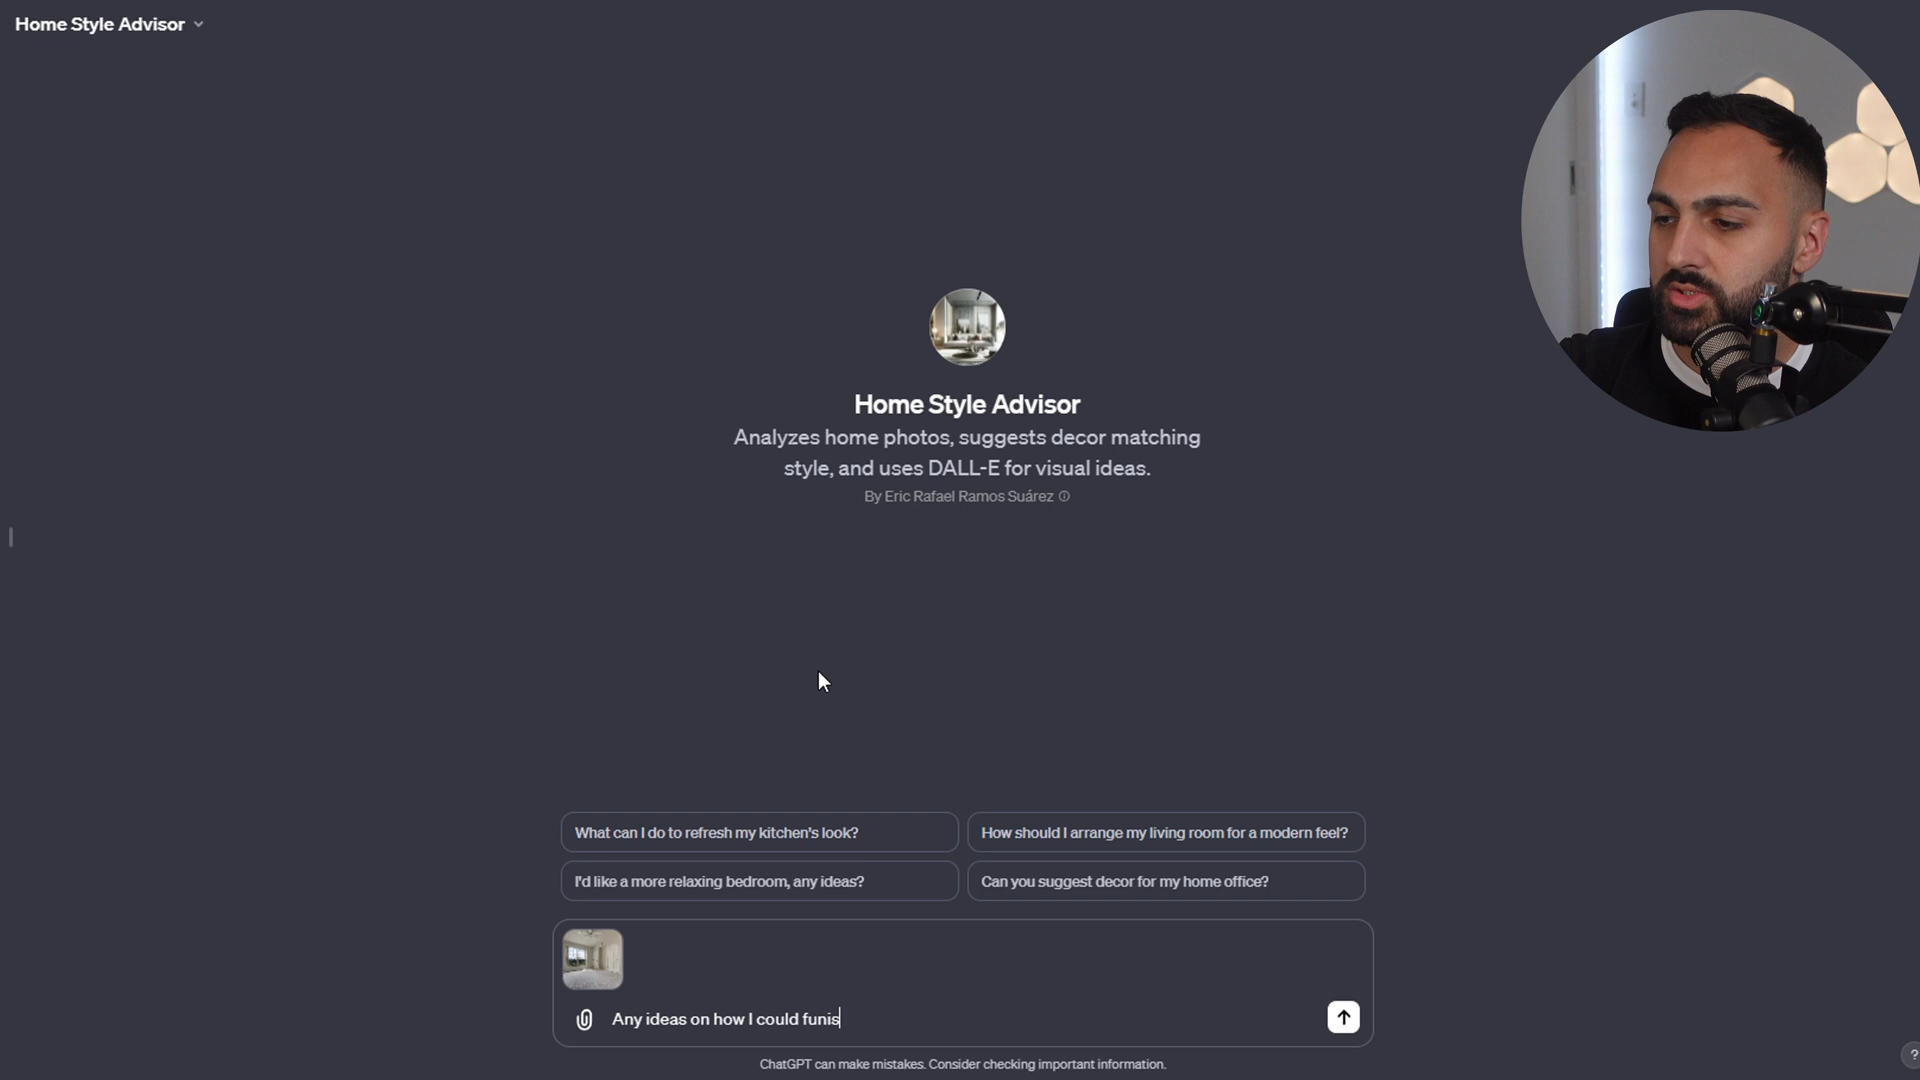 Home Style Advisor
Home Style Advisor
Analyzes home photos, suggests decor matching
style, and uses DALL-E for visual ideas.
By Eric Rafael Ramos Suárez
What can I do to refresh my kitchen's look?
How should I arrange my living room for a modern feel?
I'd like a more relaxing bedroom, any ideas?
Can you suggest decor for my home office?
Any ideas on how I could funis
ChatGPT can make mistakes. Consider checking important information.
?